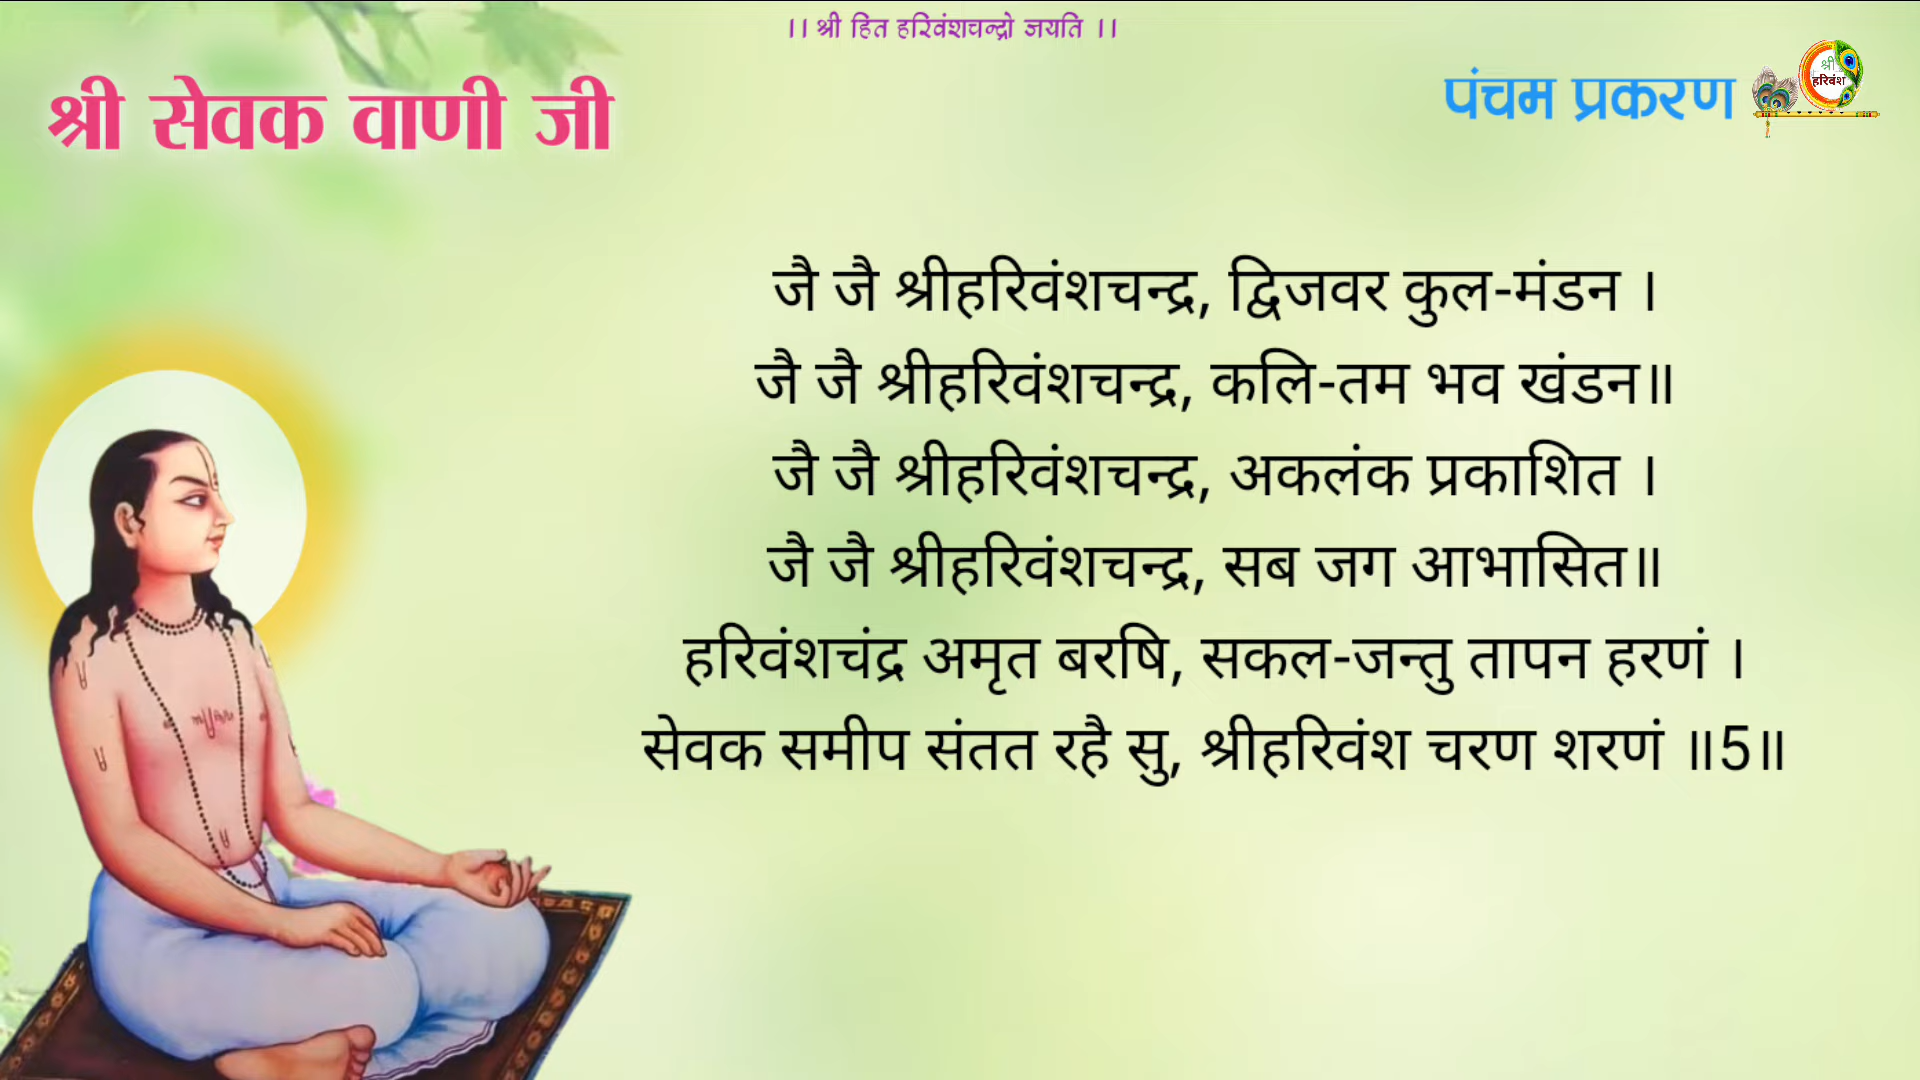 ।। श्री हित हरिवंशचन्द्रो जयति ।।
श्री सेवक वाणी जी
पंचम प्रकरण
श्री
हरिवंश
जै जै श्रीहरिवंशचन्द्र, द्विजवर कुल-मंडन ।
जै जै श्रीहरिवंशचन्द्र, कलि-तम भव खंडन॥
जै जै श्रीहरिवंशचन्द्र, अकलंक प्रकाशित ।
जै जै श्रीहरिवंशचन्द्र, सब जग आभासित॥
हरिवंशचंद्र अमृत बरषि, सकल-जन्तु तापन हरणं ।
सेवक समीप संतत रहै सु, श्रीहरिवंश चरण शरणं ॥5॥